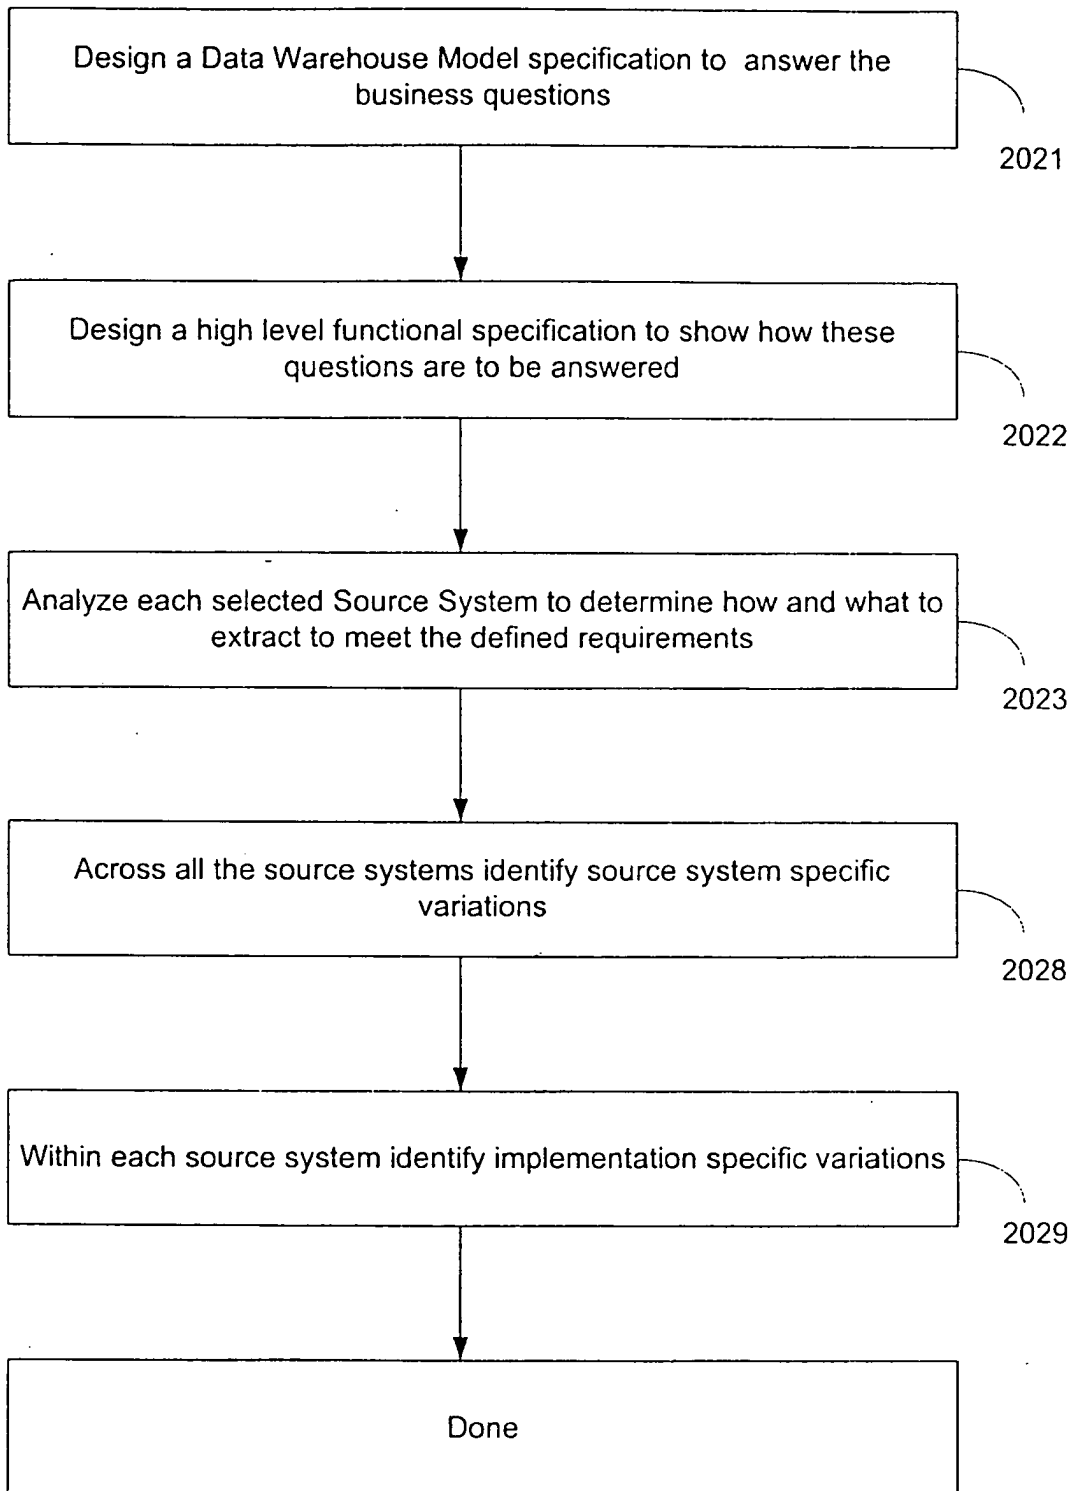 Design a Data Warehouse Model specification to answer the
business questions
2021
Design a high level functional specification to show how these
questions are to be answered
2022
Analyze each selected Source System to determine how and what to
extract to meet the defined requirements
2023
Across all the source systems identify source system specific
variations
2028
Within each source system identify implementation specific variations
2029
Done